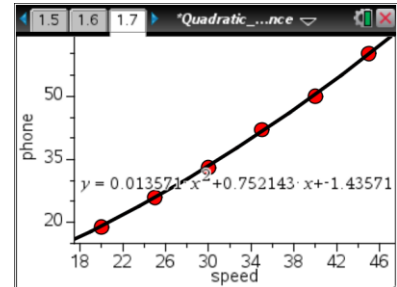 1.5 1.6 1.7 *Quadratic_...nce
50
phone
35
y = 0.013571· x²+0.752143· x+-1.43571
20
18 22 26 30 34 38 42 46
speed